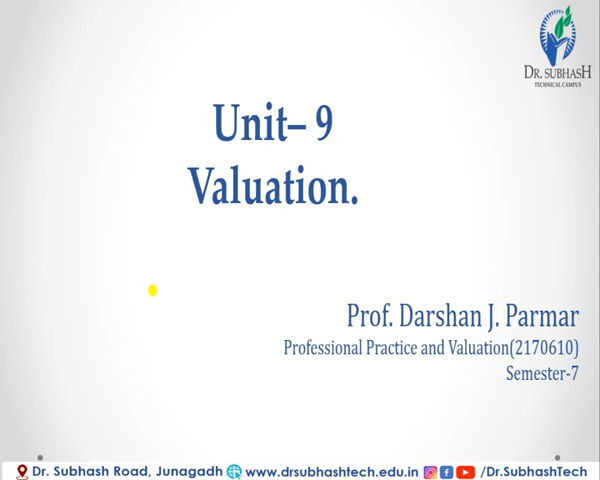 DR. SUBHASH
TECHNICAL CAMPUS
Unit– 9
Valuation.
Prof. Darshan J. Parmar
Professional Practice and Valuation(2170610)
Semester-7
Dr. Subhash Road, Junagadh www.drsubhashtech.edu.in /Dr.SubhashTech